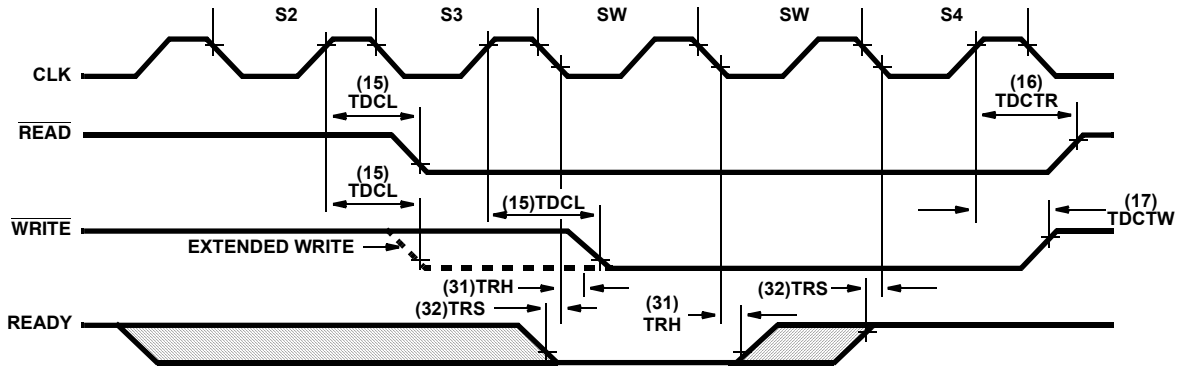 S2 S3 SW SW S4
CLK
(15)
TDCL
(16)
TDCTR
READ
(15)
TDCL
(15)TDCL
(17)
TDCTW
WRITE
EXTENDED WRITE
(31)TRH
(32)TRS
(31)
TRH
(32)TRS
READY